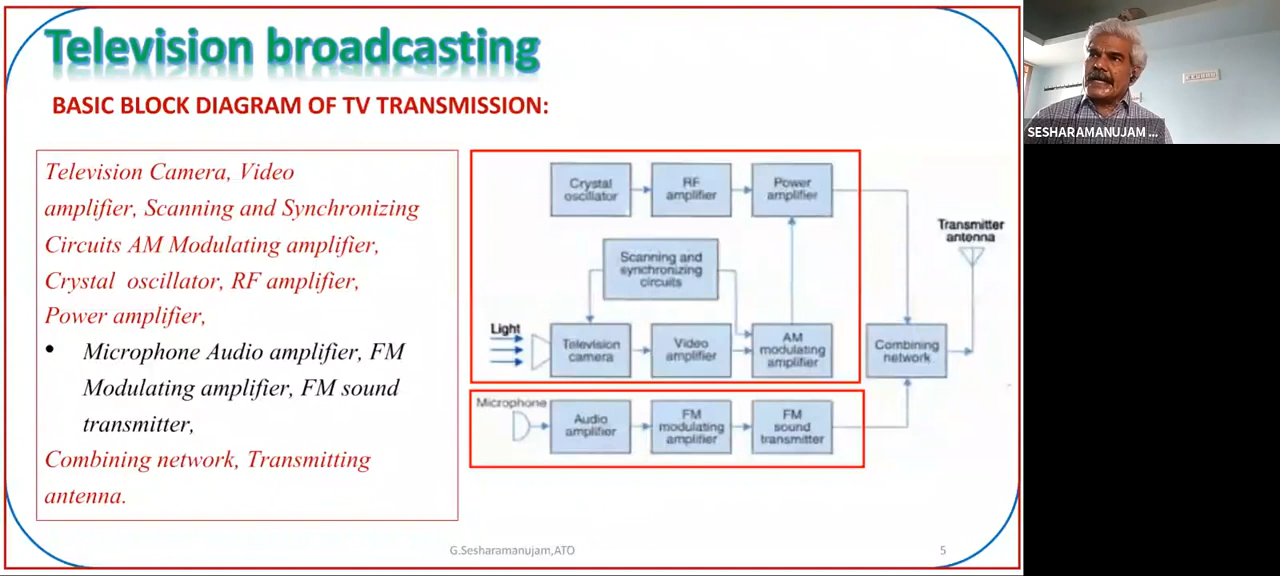 Television broadcasting
BASIC BLOCK DIAGRAM OF TV TRANSMISSION:
Television Camera, Video
amplifier, Scanning and Synchronizing
Circuits AM Modulating amplifier,
Crystal oscillator, RF amplifier,
Power amplifier,
• Microphone Audio amplifier, FM
Modulating amplifier, FM sound
transmitter,
Combining network, Transmitting
antenna.
Crystal
oscillator
RF
amplifier
Power
amplifier
Scanning and
synchronizing
circuits
Transmitter
antenna
Light
Television
camera
Video
amplifier
AM
modulating
amplifier
Combining
network
Microphone
Audio
amplifier
FM
modulating
amplifier
FM
sound
transmitter
G.Sesharamanujam,ATO
5
SESHARAMANUJAM ...